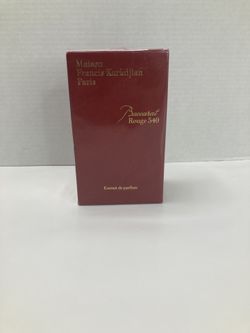 Maison
Francis Kurkdjian
Paris
Baccarat
Rouge 540
Extrait de parfum